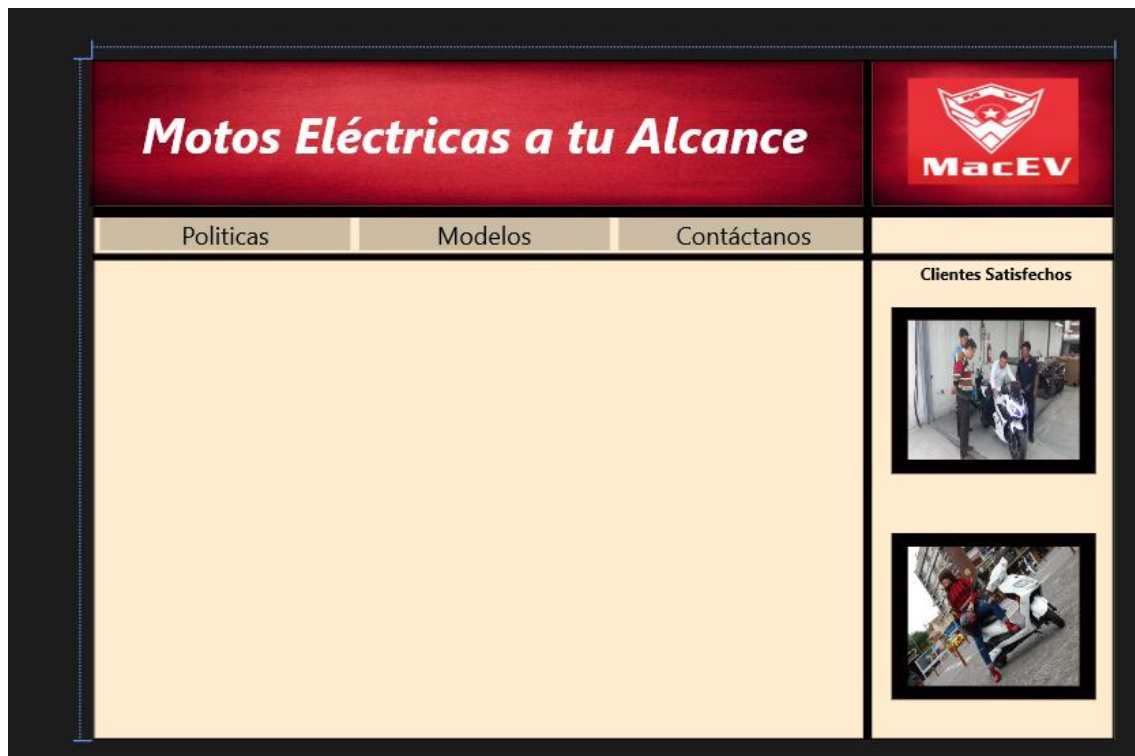 Motos Eléctricas a tu Alcance
M V
MacEV
Politicas
Modelos
Contáctanos
Clientes Satisfechos